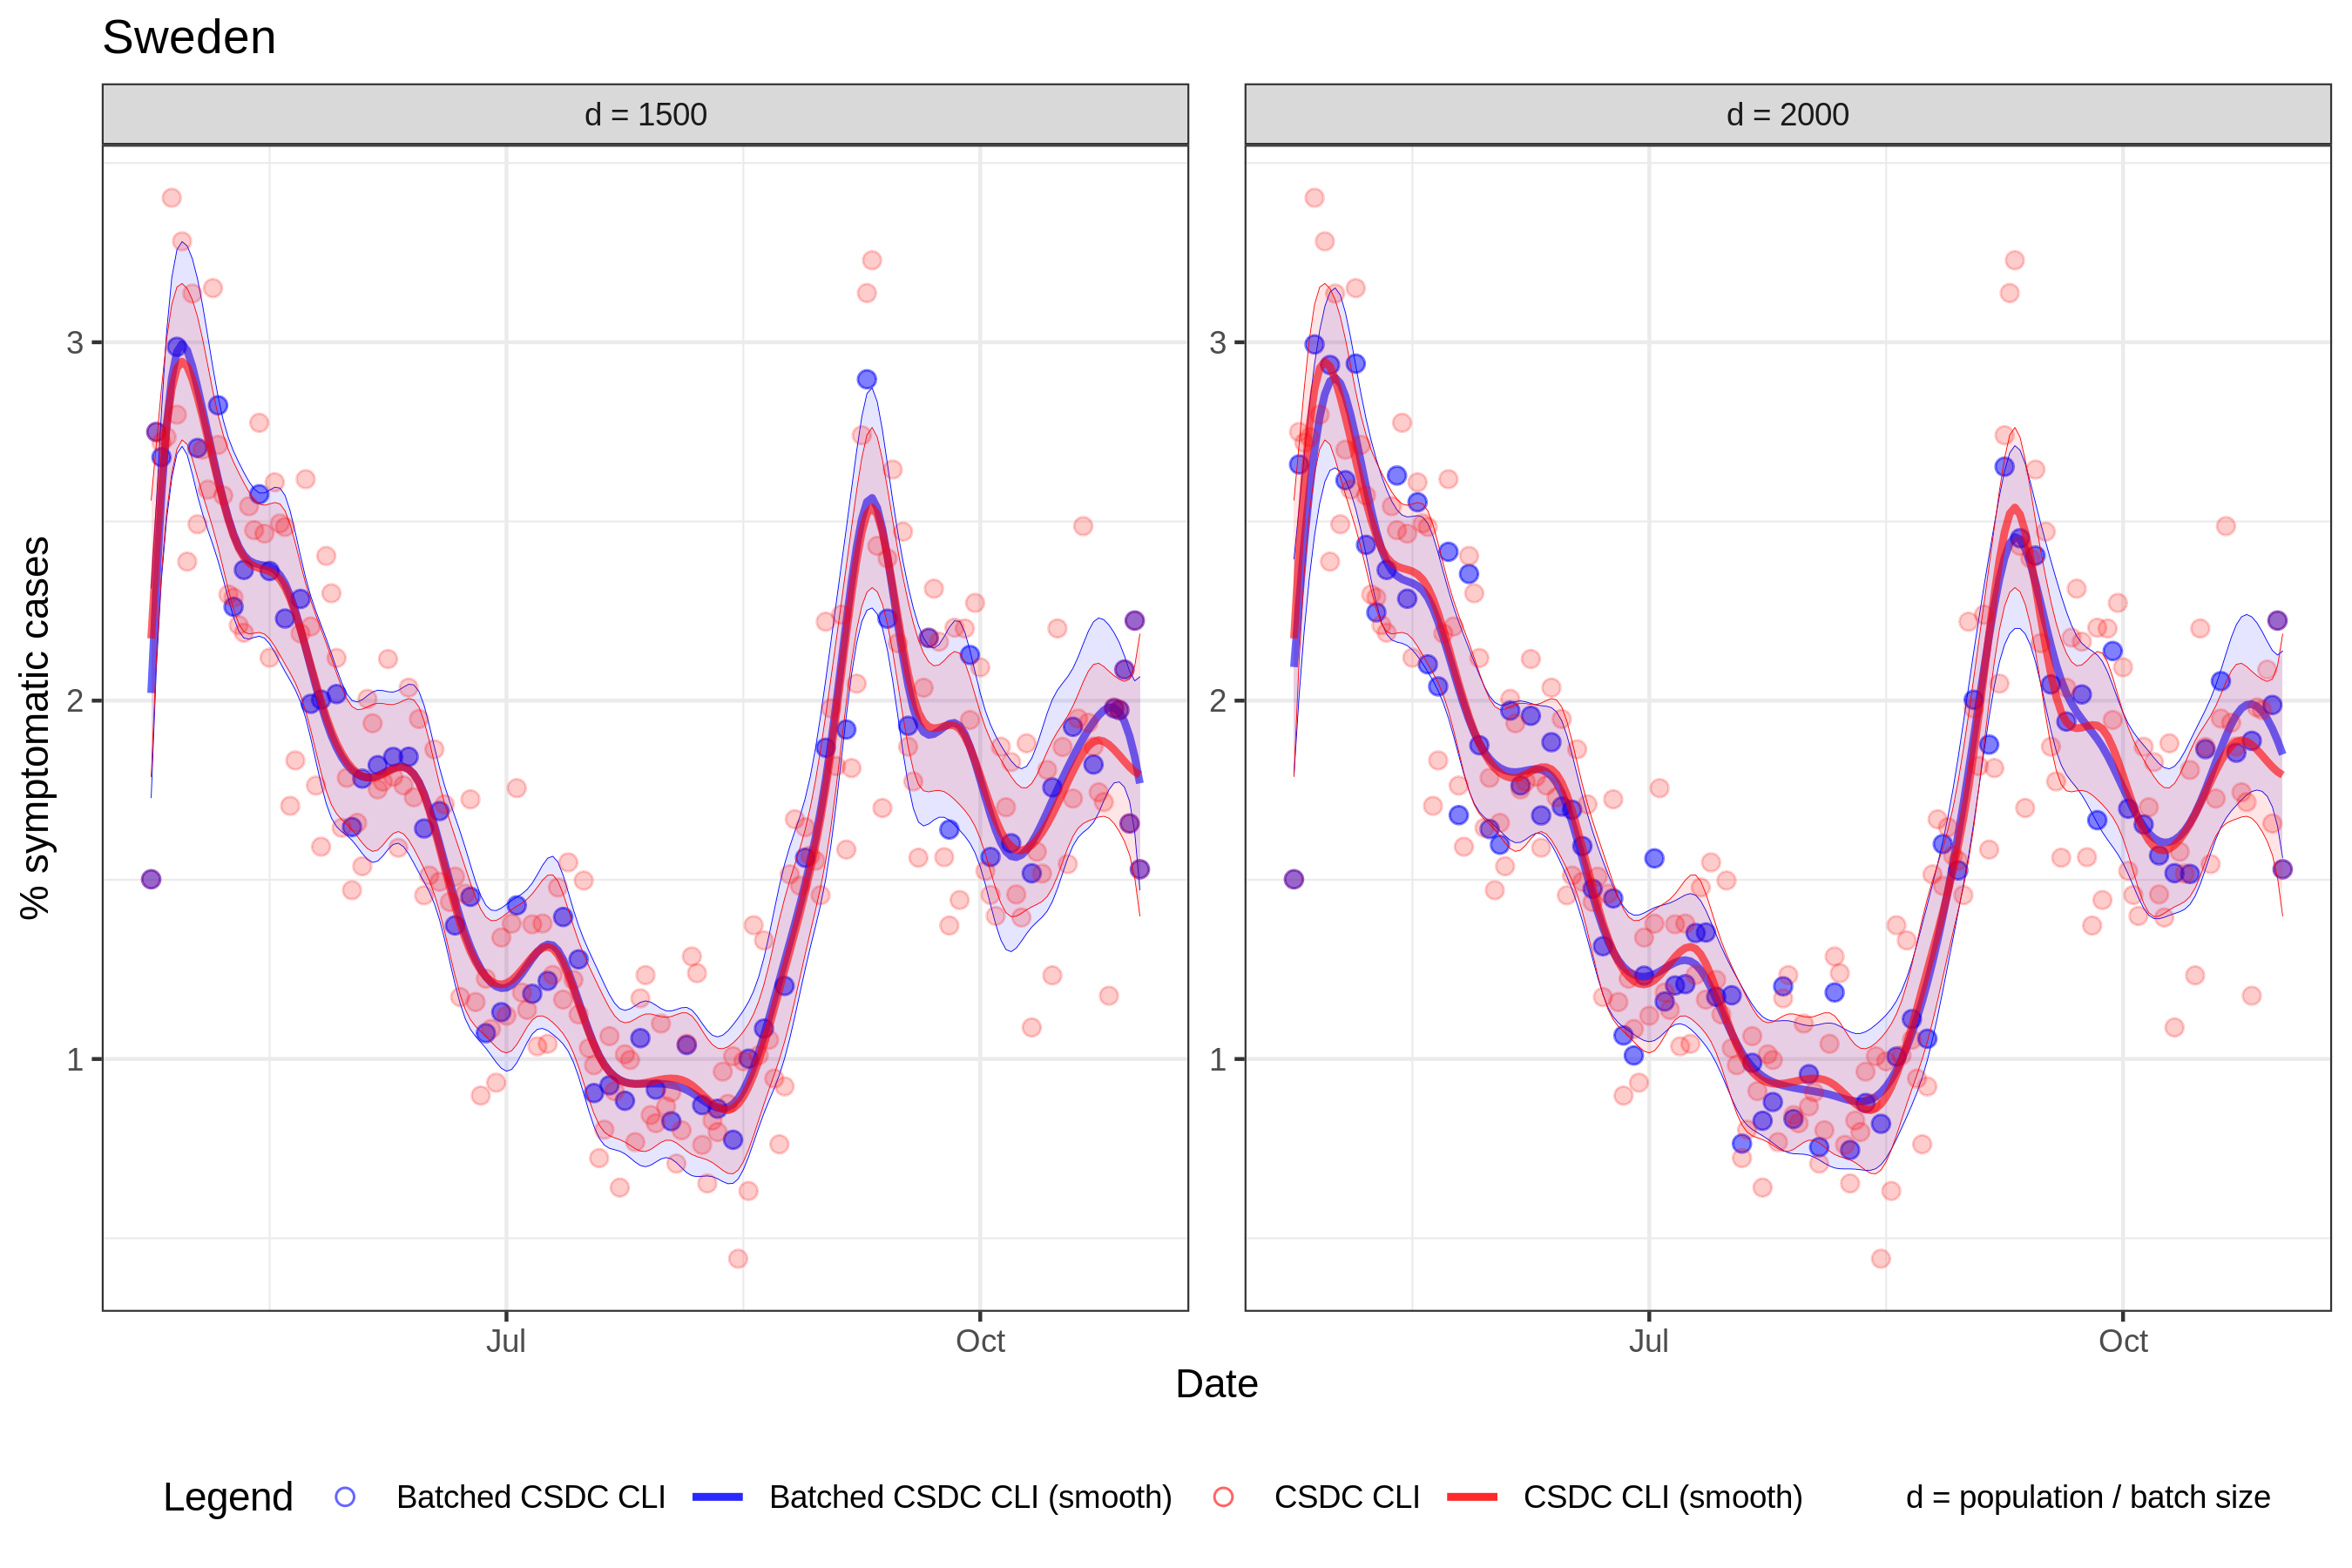 Sweden
d = 1500
d = 2000
% symptomatic cases
3
2
1
3
2
1
Jul
Oct
Jul
Oct
Date
Legend
Batched CSDC CLI
Batched CSDC CLI (smooth)
CSDC CLI
CSDC CLI (smooth)
d = population / batch size